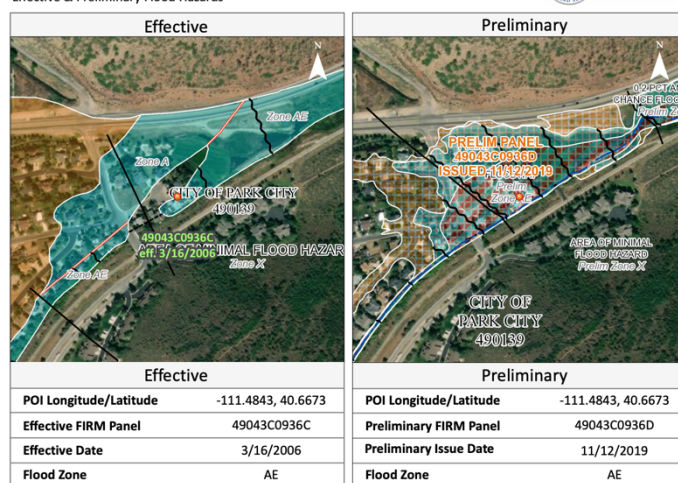 Effective & Preliminary Flood Hazards
Effective
N
Zone AE
Zone A
CITY OF PARK CITY
490139
49043C0936C
eff. 3/16/2006
MINIMAL FLOOD HAZAR
Zone X
Zone AE
Preliminary
N
0.2 PCT A
CHANCE FLOO
Prelim Z
PRELIM PANEL
49043C0936D
ISSUED 11/12/2019
Prelim
Zone
AREA OF MINIMAL
FLOOD HAZARD
Prelim Zone X
CITY OF
PARK CITY
490139
Effective
POI Longitude/Latitude -111.4843, 40.6673
Effective FIRM Panel 49043C0936C
Effective Date 3/16/2006
Flood Zone AE
Preliminary
POI Longitude/Latitude -111.4843, 40.6673
Preliminary FIRM Panel 49043C0936D
Preliminary Issue Date 11/12/2019
Flood Zone AE